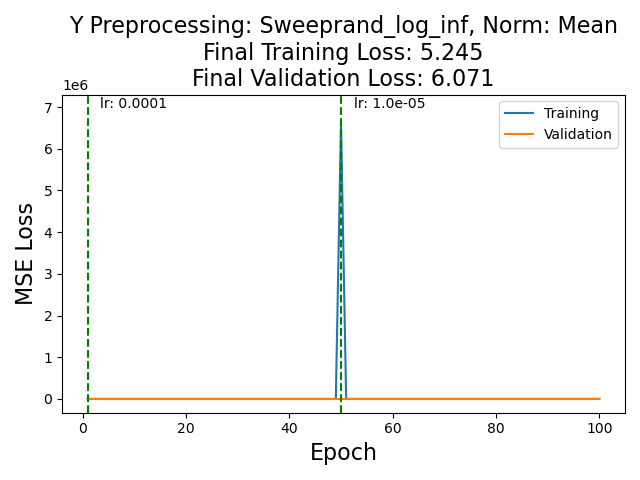 Y Preprocessing: Sweeprand_log_inf, Norm: Mean
Final Training Loss: 5.245
Final Validation Loss: 6.071
1e6
lr: 0.0001
lr: 1.0e-05
Training
Validation
7
6
5
4
3
2
1
0
MSE Loss
0
20
40
60
80
100
Epoch